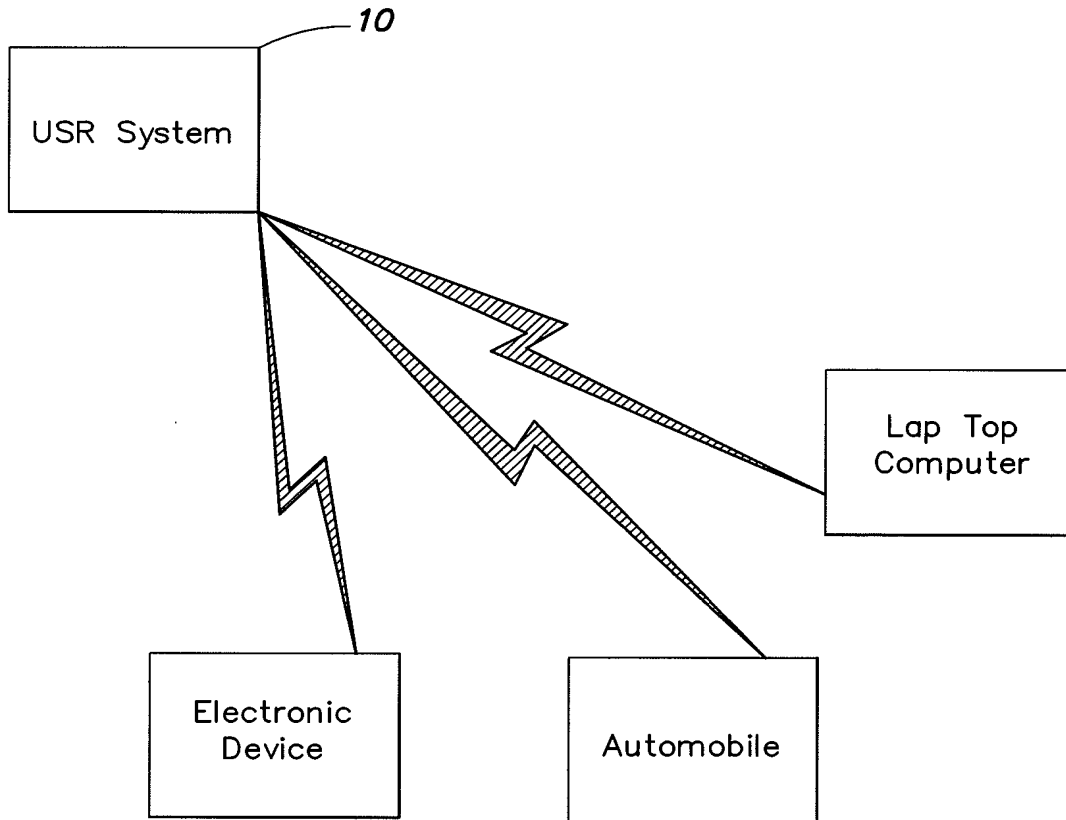 10
USR System
Lap Top
Computer
Electronic
Device
Automobile